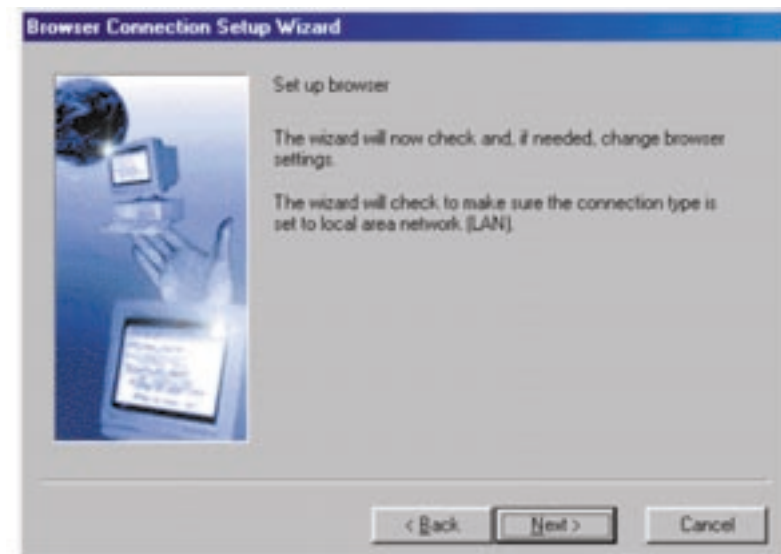 Browser Connection Setup Wizard
Set up browser
The wizard will now check and, if needed, change browser
settings.
The wizard will check to make sure the connection type is
set to local area network (LAN).
< Back
Next >
Cancel